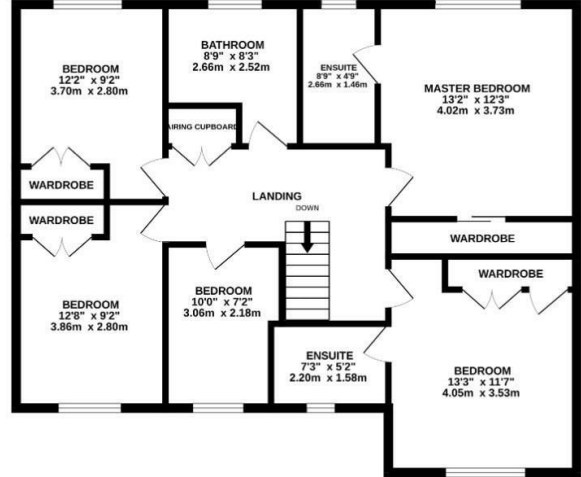 BEDROOM
12'2" x 9'2"
3.70m x 2.80m
BATHROOM
8'9" x 8'3"
2.66m x 2.52m
ENSUITE
8'9" x 4'9"
2.66m x 1.46m
MASTER BEDROOM
13'2" x 12'3"
4.02m x 3.73m
AIRING CUPBOARD
WARDROBE
LANDING
DOWN
WARDROBE
WARDROBE
WARDROBE
BEDROOM
12'8" x 9'2"
3.86m x 2.80m
BEDROOM
10'0" x 7'2"
3.06m x 2.18m
ENSUITE
7'3" x 5'2"
2.20m x 1.58m
BEDROOM
13'3" x 11'7"
4.05m x 3.53m